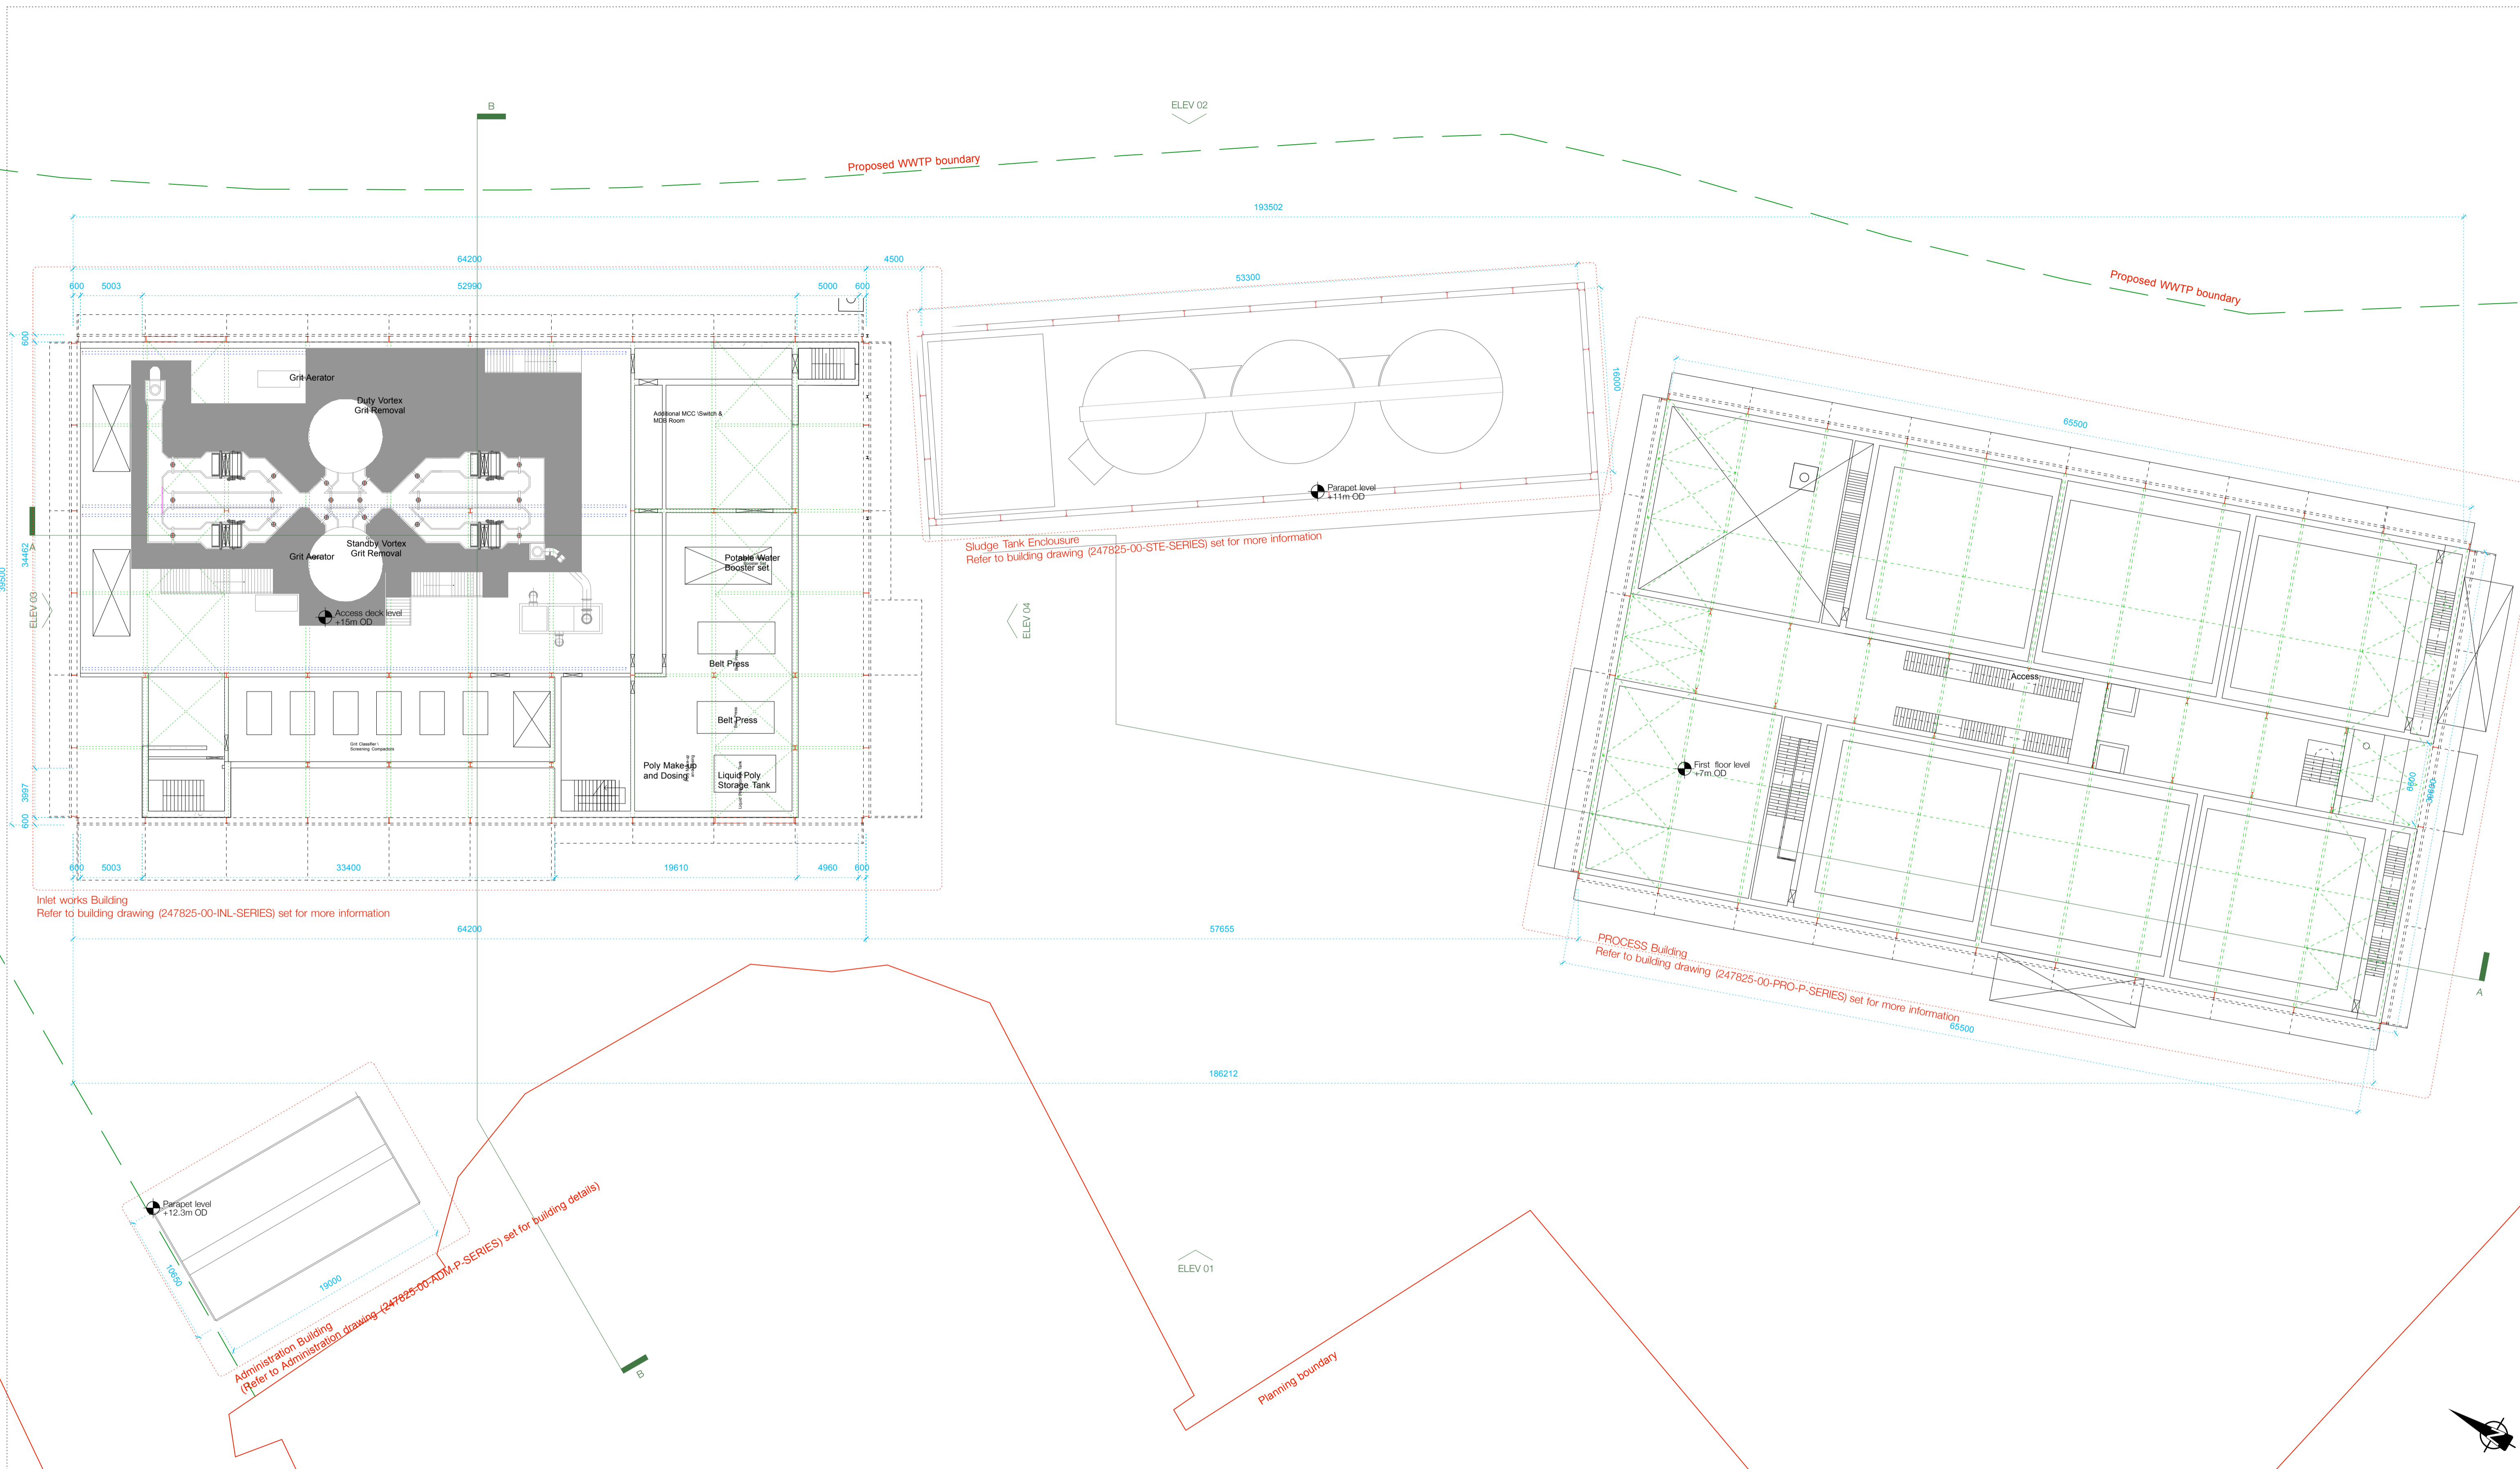 B
ELEV 02
Proposed WWTP boundary
193502
Proposed WWTP boundary
64200
4500
53300
600
5003
52990
5000
600
600
Grit Aerator
Duty Vortex
Grit Removal
Additional MCC \Switch &
MDB Room
16000
65500
Parapet level
+11m OD
Sludge Tank Enclousure
Refer to building drawing (247825-00-STE-SERIES) set for more information
A
34462
39500
Grit Aerator
Standby Vortex
Grit Removal
Potable Water
Booster set
ELEV 03
Access deck level
+15m OD
ELEV 04
Belt Press
Access
Belt Press
Grit Classifier \
Screening Compactors
Poly Make-up
and Dosing
Liquid Poly
Storage Tank
First floor level
+7m OD
6600
3997
600
600
5003
33400
19610
4960
600
Inlet works Building
Refer to building drawing (247825-00-INL-SERIES) set for more information
64200
57655
PROCESS Building
Refer to building drawing (247825-00-PRO-P-SERIES) set for more information
65500
A
186212
Parapet level
+12.3m OD
10650
19000
Administration Building
(Refer to Administration drawing (247825-00-ADM-P-SERIES) set for building details)
ELEV 01
B
Planning boundary
N